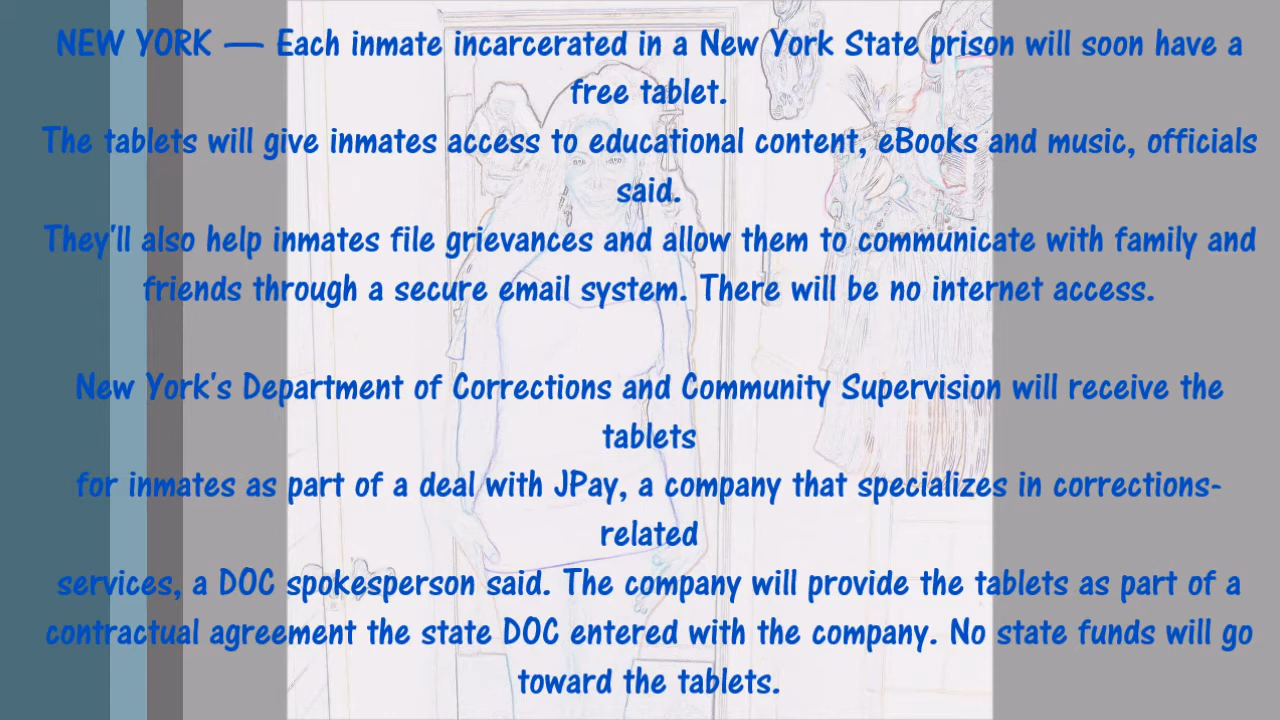 NEW YORK — Each inmate incarcerated in a New York State prison will soon have a
free tablet.
The tablets will give inmates access to educational content, eBooks and music, officials
said.
They'll also help inmates file grievances and allow them to communicate with family and
friends through a secure email system. There will be no internet access.
New York's Department of Corrections and Community Supervision will receive the
tablets
for inmates as part of a deal with JPay, a company that specializes in corrections-
related
services, a DOC spokesperson said. The company will provide the tablets as part of a
contractual agreement the state DOC entered with the company. No state funds will go
toward the tablets.